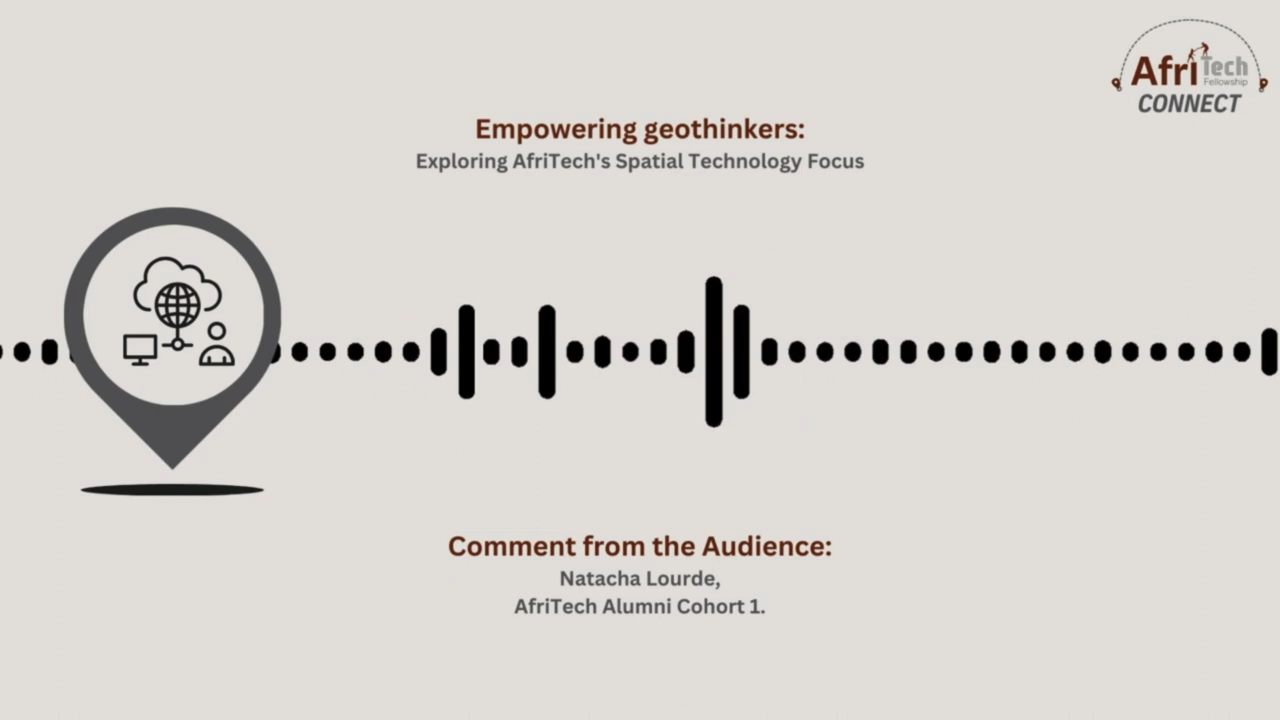 AfriTech
Fellowship
CONNECT
Empowering geothinkers:
Exploring AfriTech's Spatial Technology Focus
Comment from the Audience:
Natacha Lourde,
AfriTech Alumni Cohort 1.